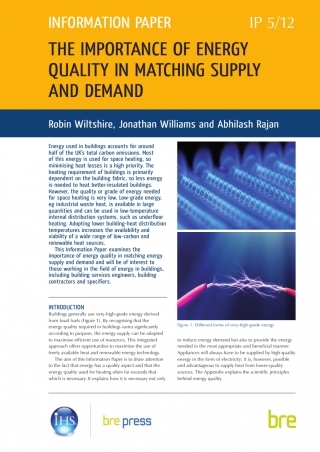 INFORMATION PAPER
IP 5/12
THE IMPORTANCE OF ENERGY
QUALITY IN MATCHING SUPPLY
AND DEMAND
Robin Wiltshire, Jonathan Williams and Abhilash Rajan
Energy used in buildings accounts for around
half of the UK's total carbon emissions. Most
of this energy is used for space heating, so
minimising heat losses is a high priority. The
heating requirement of buildings is primarily
dependent on the building fabric, so less energy
is needed to heat better-insulated buildings.
However, the quality or grade of energy needed
for space heating is very low. Low-grade energy,
eg industrial waste heat, is available in large
quantities and can be used in low-temperature
internal distribution systems, such as underfloor
heating. Adopting lower building-heat distribution
temperatures increases the availability and
viability of a wide range of low-carbon and
renewable heat sources.
This Information Paper examines the
importance of energy quality in matching energy
supply and demand and will be of interest to
those working in the field of energy in buildings,
including building services engineers, building
contractors and specifiers.
INTRODUCTION
Buildings generally use very-high-grade energy derived
from fossil fuels (figure 1). By recognising that the
energy quality required in buildings varies significantly
according to purpose, the energy supply can be adapted
to maximise efficient use of resources. This integrated
approach often opportunities to maximise the use of
freely available heat and renewable energy technology.
The aim of this Information Paper is to draw attention
to the fact that energy has a quality aspect and that the
energy quality used for heating often far exceeds that
which is necessary. It explains how it is necessary not only
Figure 1: Different forms of very-high-grade energy
to reduce energy demand but also to provide the energy
needed in the most appropriate and beneficial manner.
Appliances will always have to be supplied by high-quality
energy in the form of electricity; it is, however, possible
and advantageous to supply heat from lower-quality
sources. The Appendix explains the scientific principles
behind energy quality.
IHS
bre press
bre